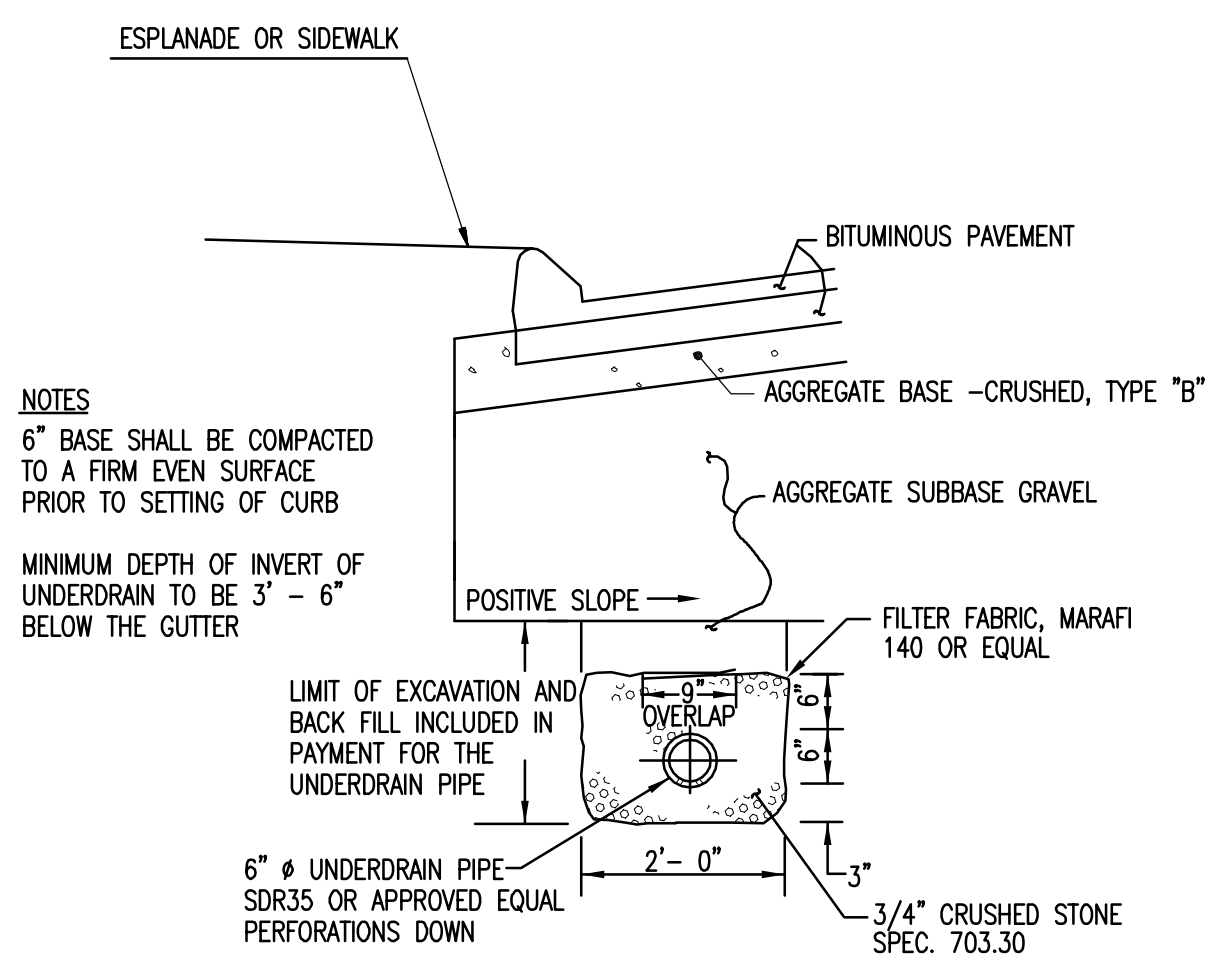 ESPLANADE OR SIDEWALK
BITUMINOUS PAVEMENT
AGGREGATE BASE -CRUSHED, TYPE "B"
NOTES
6" BASE SHALL BE COMPACTED
TO A FIRM EVEN SURFACE
PRIOR TO SETTING OF CURB
AGGREGATE SUBBASE GRAVEL
MINIMUM DEPTH OF INVERT OF
UNDERDRAIN TO BE 3' - 6"
BELOW THE GUTTER
POSITIVE SLOPE
FILTER FABRIC, MARAFI
140 OR EQUAL
LIMIT OF EXCAVATION AND
BACK FILL INCLUDED IN
PAYMENT FOR THE
UNDERDRAIN PIPE
9"
OVERLAP
6"
6"
2'- 0"
3"
6" ø UNDERDRAIN PIPE
SDR35 OR APPROVED EQUAL
PERFORATIONS DOWN
3/4" CRUSHED STONE
SPEC. 703.30